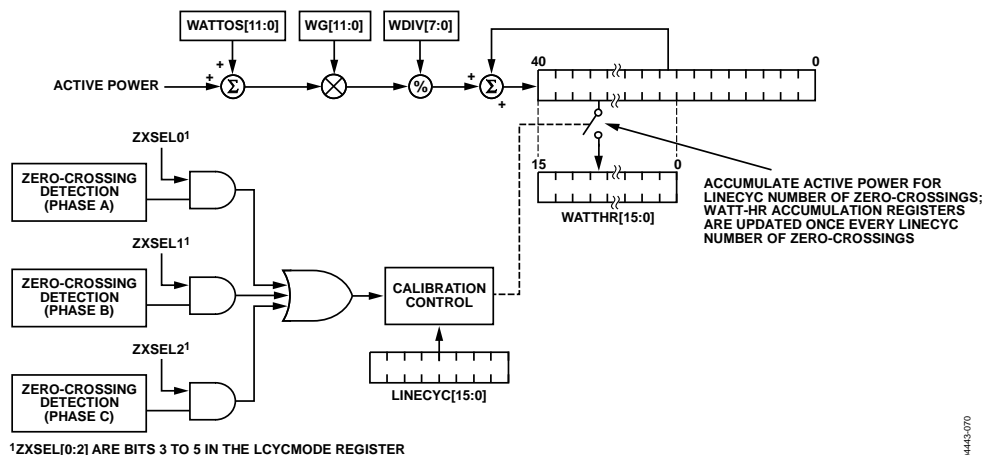 WATTOS[11:0]
WG[11:0]
WDIV[7:0]
ACTIVE POWER
+
+
Σ
%
+
Σ
+
40
0
15
0
WATTHR[15:0]
ACCUMULATE ACTIVE POWER FOR
LINECYC NUMBER OF ZERO-CROSSINGS;
WATT-HR ACCUMULATION REGISTERS
ARE UPDATED ONCE EVERY LINECYC
NUMBER OF ZERO-CROSSINGS
ZXSEL0¹
ZERO-CROSSING
DETECTION
(PHASE A)
ZXSEL1¹
ZERO-CROSSING
DETECTION
(PHASE B)
CALIBRATION
CONTROL
ZXSEL2¹
ZERO-CROSSING
DETECTION
(PHASE C)
LINECYC[15:0]
¹ZXSEL[0:2] ARE BITS 3 TO 5 IN THE LCYCMODE REGISTER
04443-070